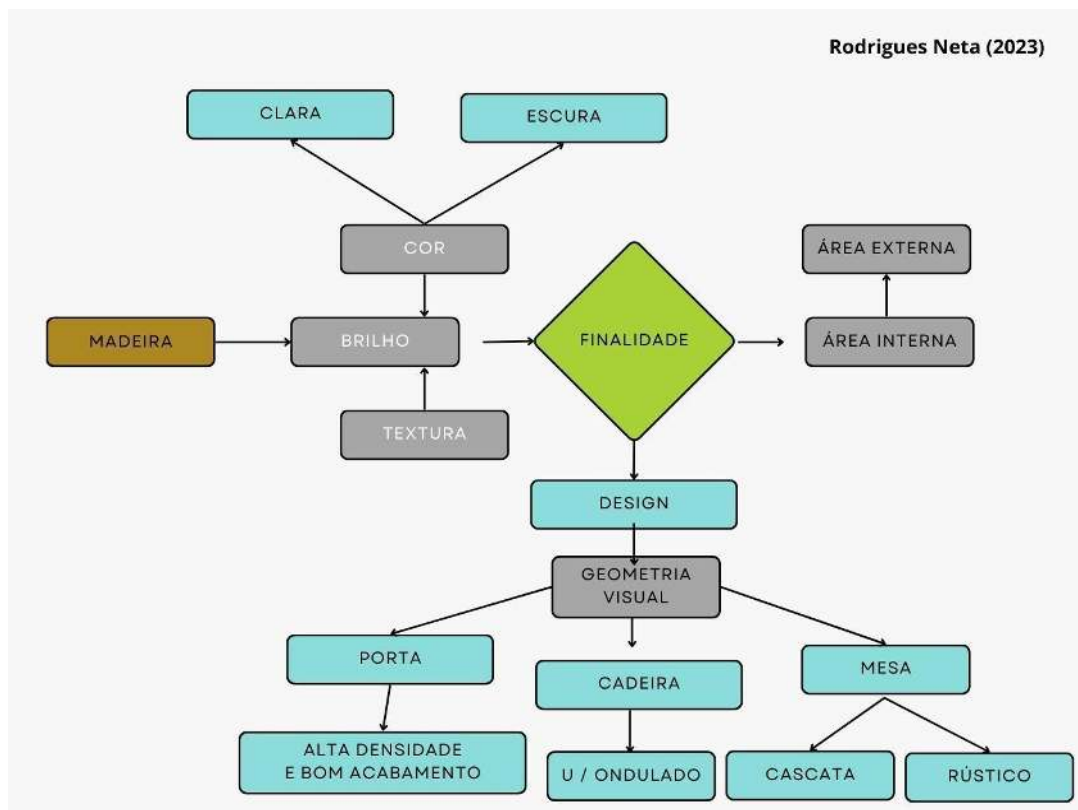 Rodrigues Neta (2023)
CLARA
ESCURA
COR
ÁREA EXTERNA
MADEIRA
BRILHO
FINALIDADE
ÁREA INTERNA
TEXTURA
DESIGN
GEOMETRIA
VISUAL
PORTA
CADEIRA
MESA
ALTA DENSIDADE
E BOM ACABAMENTO
U / ONDULADO
CASCATA
RÚSTICO